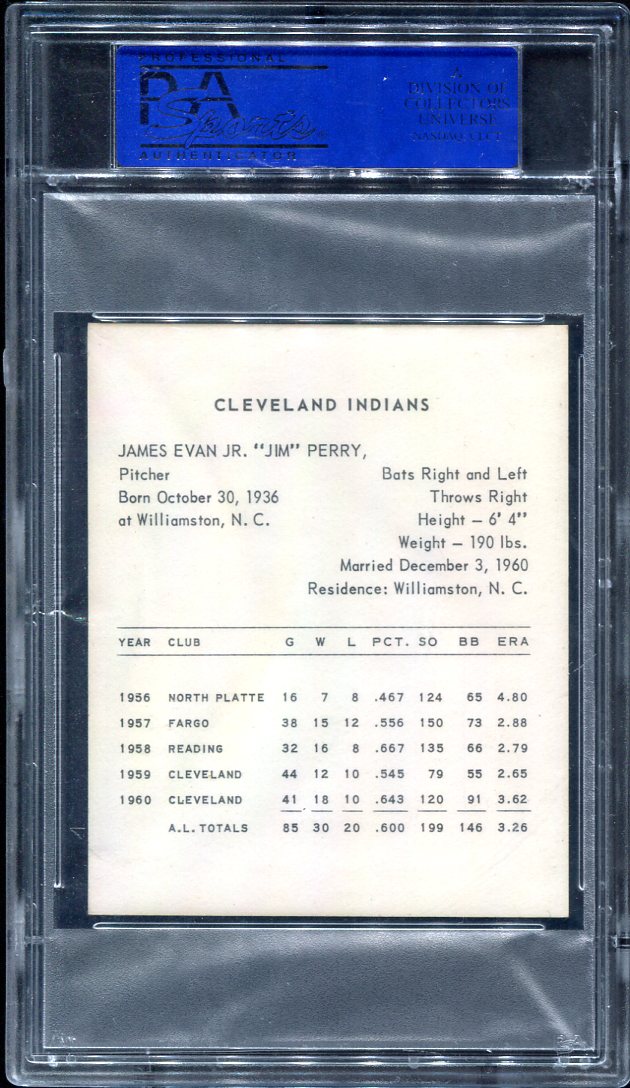 PROFESSIONAL
PSA
Sports
AUTHENTICATOR
A
DIVISION OF
COLLECTORS
UNIVERSE
NASDAQ: CLCT
CLEVELAND INDIANS
JAMES EVAN JR. "JIM" PERRY,
Pitcher Bats Right and Left
Born October 30, 1936 Throws Right
at Williamston, N. C. Height – 6' 4"
Weight – 190 lbs.
Married December 3, 1960
Residence: Williamston, N. C.
YEAR CLUB G W L PCT. SO BB ERA
1956 NORTH PLATTE 16 7 8 .467 124 65 4.80
1957 FARGO 38 15 12 .556 150 73 2.88
1958 READING 32 16 8 .667 135 66 2.79
1959 CLEVELAND 44 12 10 .545 79 55 2.65
1960 CLEVELAND 41 18 10 .643 120 91 3.62
A.L. TOTALS 85 30 20 .600 199 146 3.26